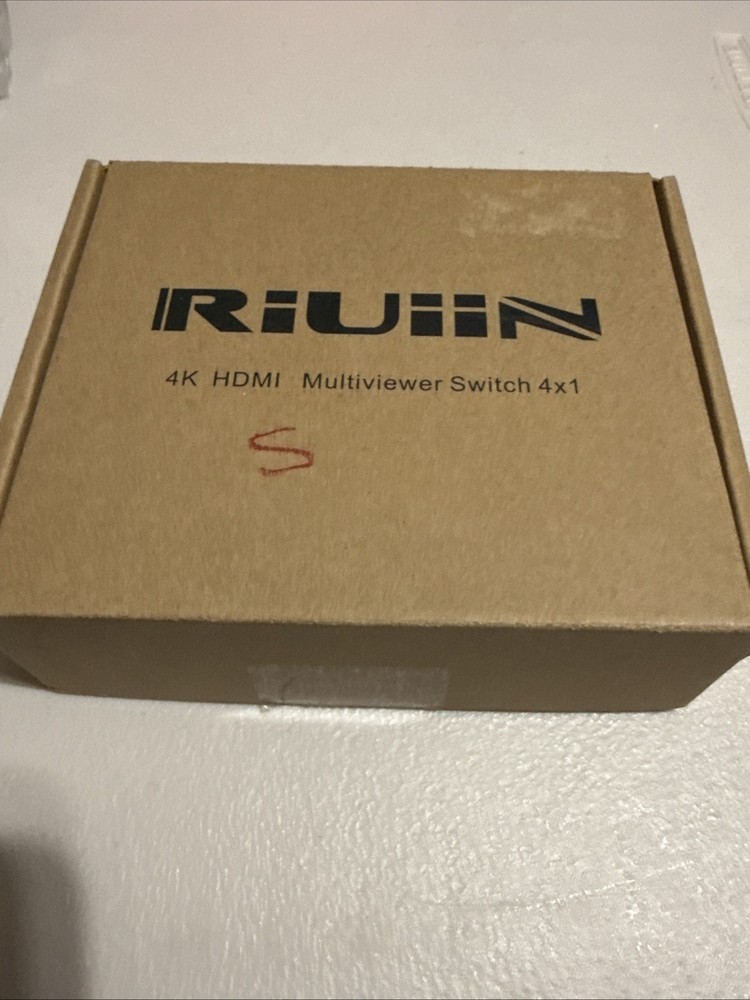 RiUiiN
4K HDMI Multiviewer Switch 4x1
S